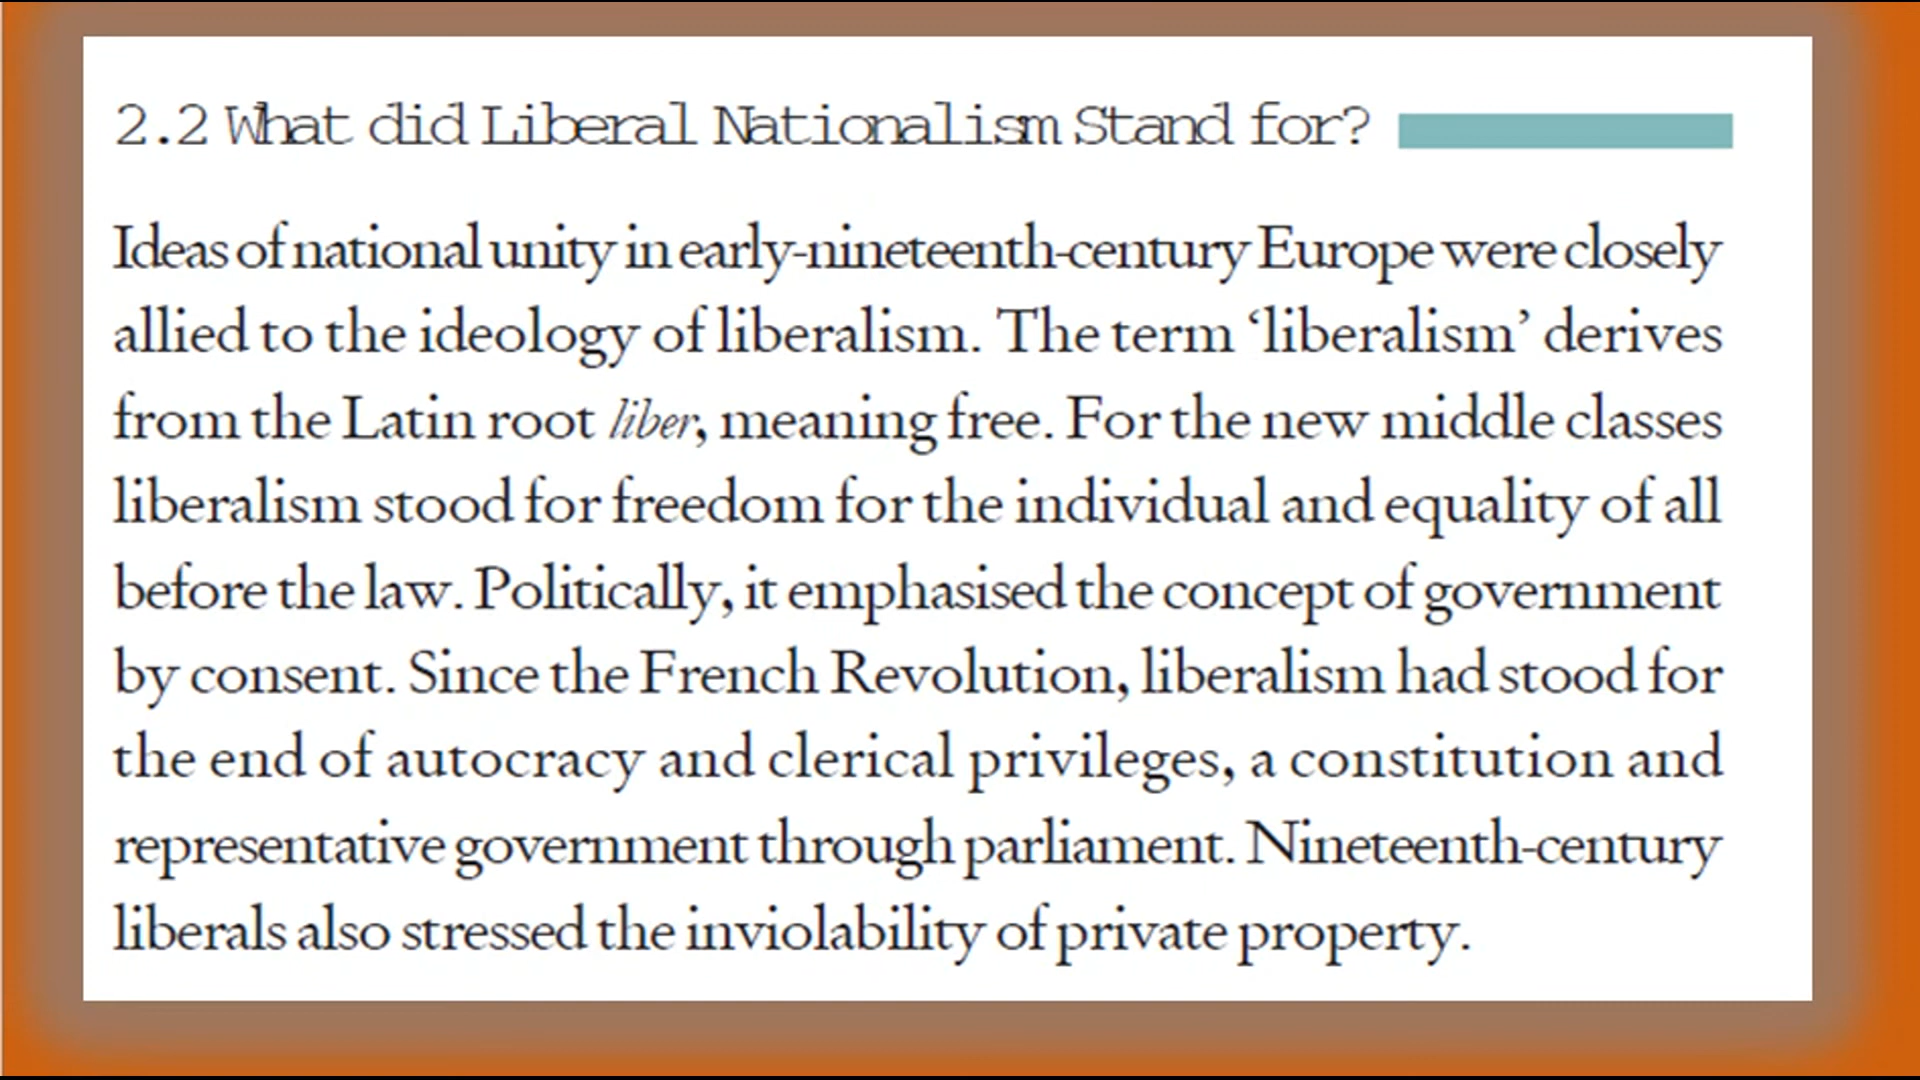 2.2 What did Liberal Nationalism Stand for?
Ideas of national unity in early-nineteenth-century Europe were closely
allied to the ideology of liberalism. The term ‘liberalism’ derives
from the Latin root liber, meaning free. For the new middle classes
liberalism stood for freedom for the individual and equality of all
before the law. Politically, it emphasised the concept of government
by consent. Since the French Revolution, liberalism had stood for
the end of autocracy and clerical privileges, a constitution and
representative government through parliament. Nineteenth-century
liberals also stressed the inviolability of private property.